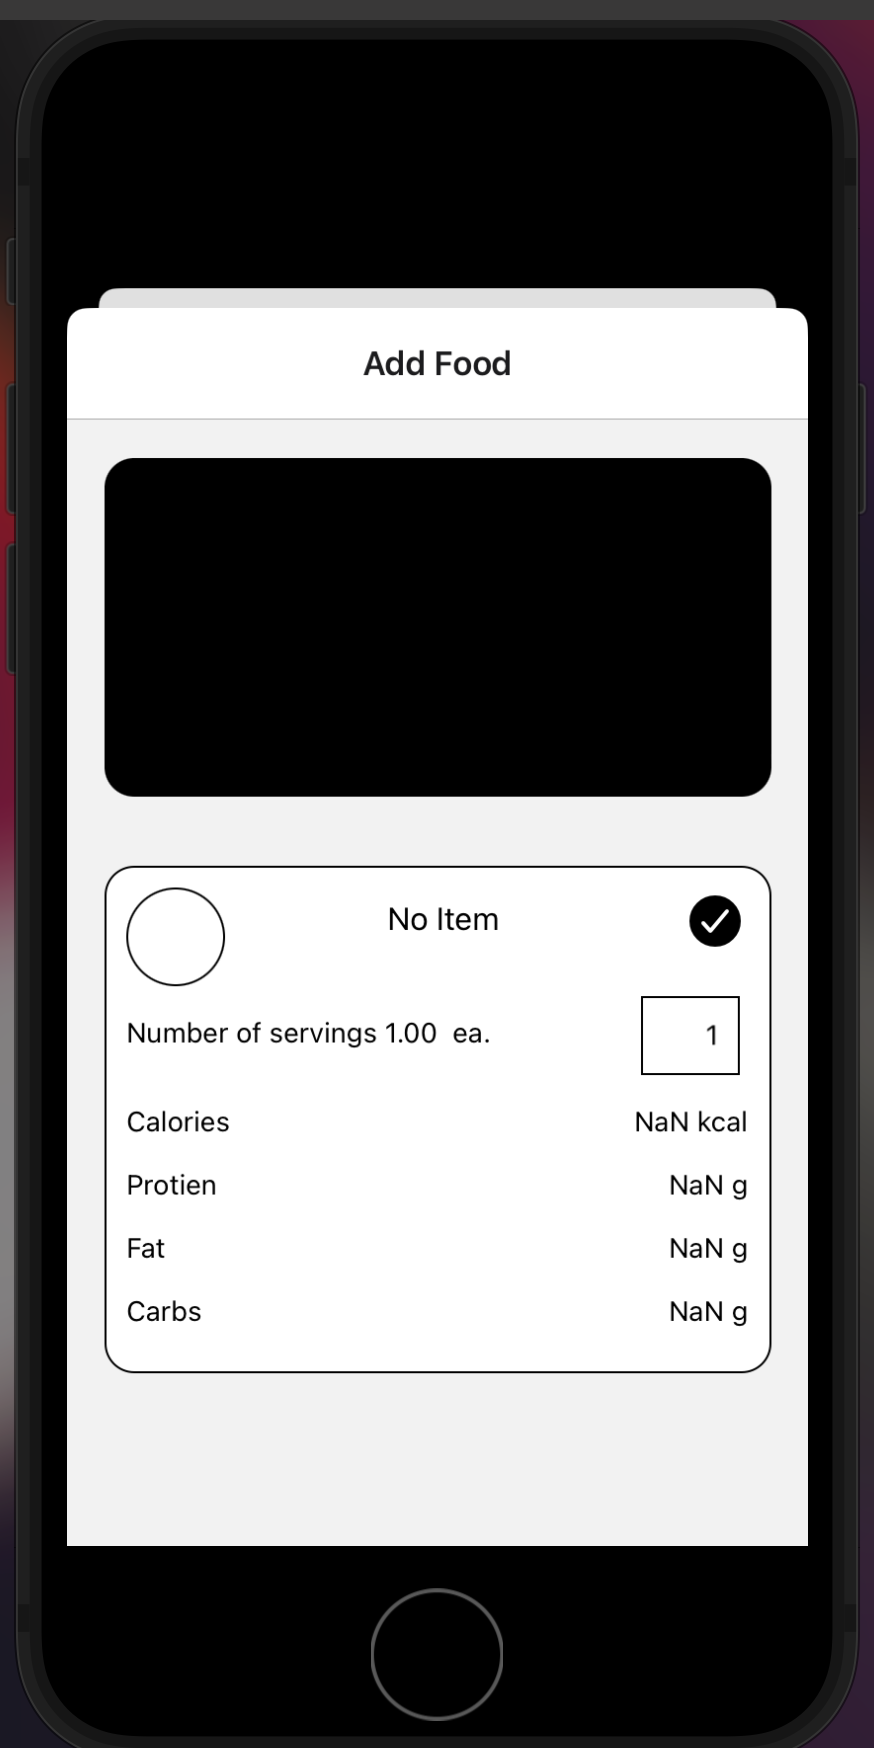 Add Food
No Item
Number of servings 1.00  ea. 1
Calories NaN kcal
Protien NaN g
Fat NaN g
Carbs NaN g